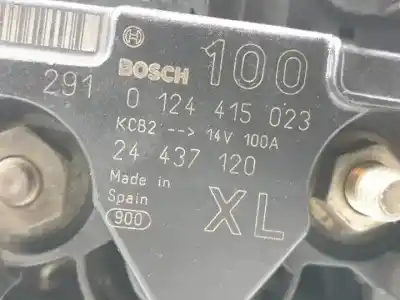 BOSCH 100
291
0 124 415 023
KCB2 --> 14V 100A
24 437 120
Made in
Spain
900
XL